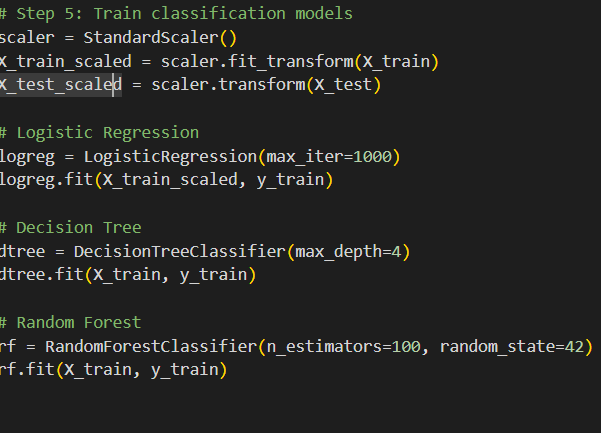 # Step 5: Train classification models
scaler = StandardScaler()
X_train_scaled = scaler.fit_transform(X_train)
X_test_scaled = scaler.transform(X_test)
# Logistic Regression
logreg = LogisticRegression(max_iter=1000)
logreg.fit(X_train_scaled, y_train)
# Decision Tree
dtree = DecisionTreeClassifier(max_depth=4)
dtree.fit(X_train, y_train)
# Random Forest
rf = RandomForestClassifier(n_estimators=100, random_state=42)
rf.fit(X_train, y_train)